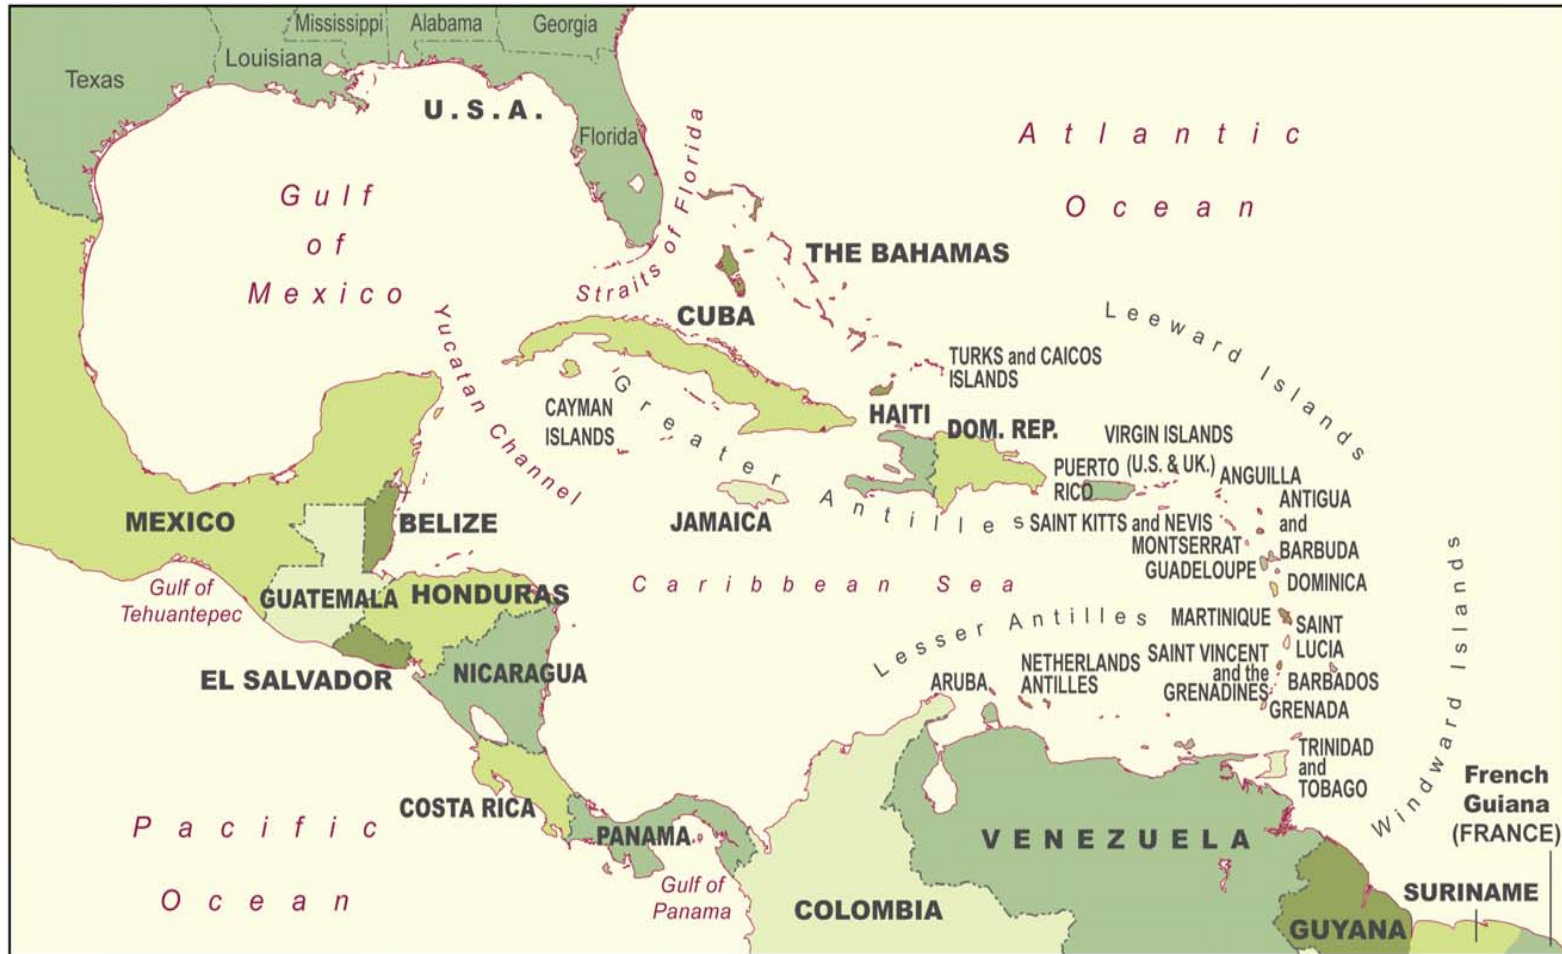 Mississippi
Alabama
Georgia
Louisiana
Texas
U.S.A.
Florida
Atlantic
Ocean
Gulf
of
Mexico
Straits of Florida
THE BAHAMAS
CUBA
Yucatan Channel
Leeward Islands
TURKS and CAICOS
ISLANDS
CAYMAN
ISLANDS
Greater Antilles
HAITI
DOM. REP.
VIRGIN ISLANDS
(U.S. & UK.)
PUERTO
RICO
ANGUILLA
ANTIGUA
and
BARBUDA
MEXICO
BELIZE
JAMAICA
SAINT KITTS and NEVIS
MONTSERRAT
GUADELOUPE
DOMINICA
Gulf of
Tehuantepec
GUATEMALA
HONDURAS
Caribbean Sea
Windward Islands
Lesser Antilles
MARTINIQUE
SAINT
LUCIA
EL SALVADOR
NICARAGUA
ARUBA
NETHERLANDS
ANTILLES
SAINT VINCENT
and the
GRENADINES
BARBADOS
GRENADA
TRINIDAD
and
TOBAGO
French
Guiana
(FRANCE)
COSTA RICA
PANAMA
Pacific
Ocean
VENEZUELA
Gulf of
Panama
COLOMBIA
SURINAME
GUYANA